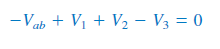 −V_ab + V_1 + V_2 − V_3 = 0